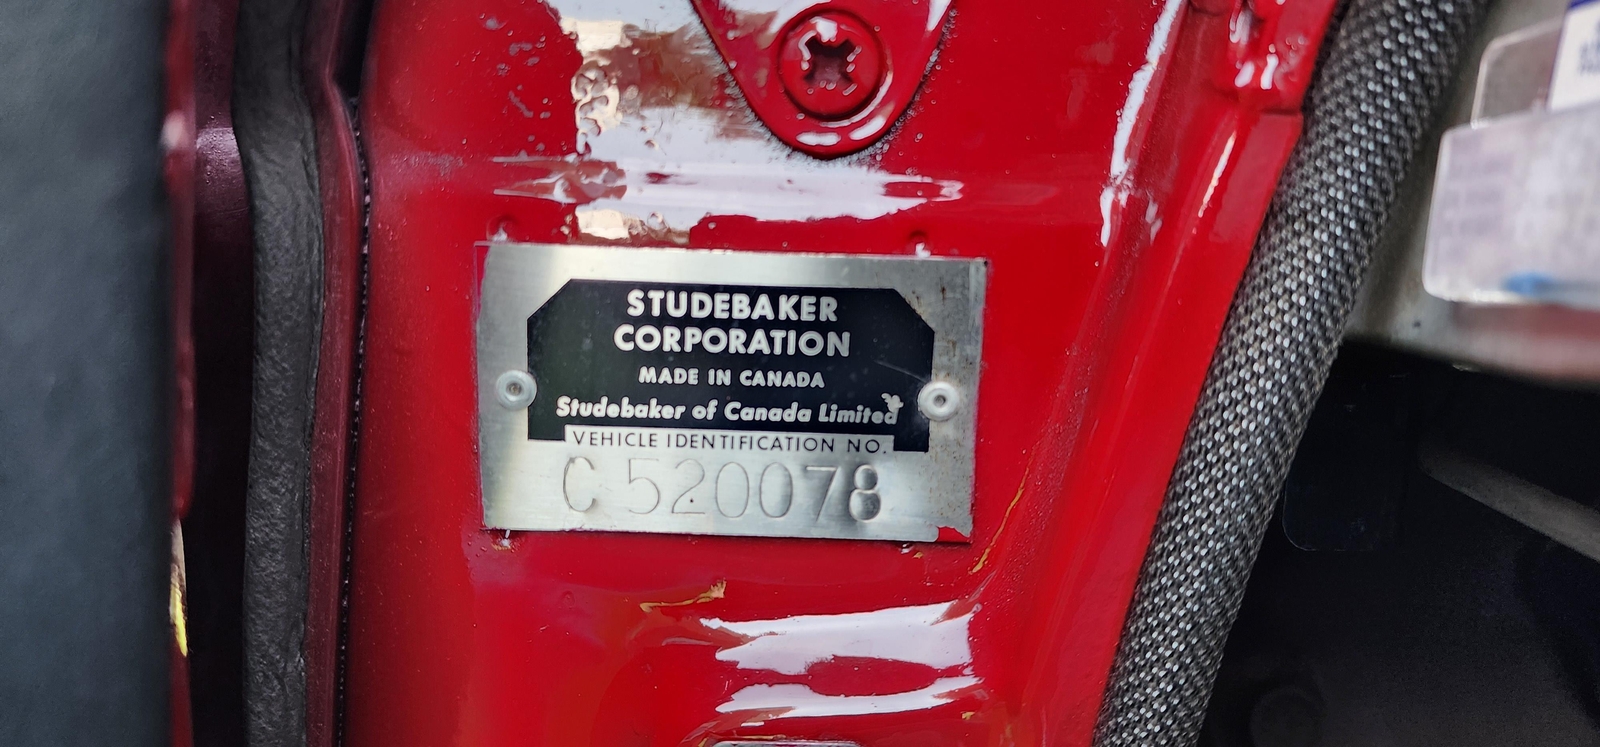 STUDEBAKER
CORPORATION
MADE IN CANADA
Studebaker of Canada Limited
VEHICLE IDENTIFICATION NO.
C 520078